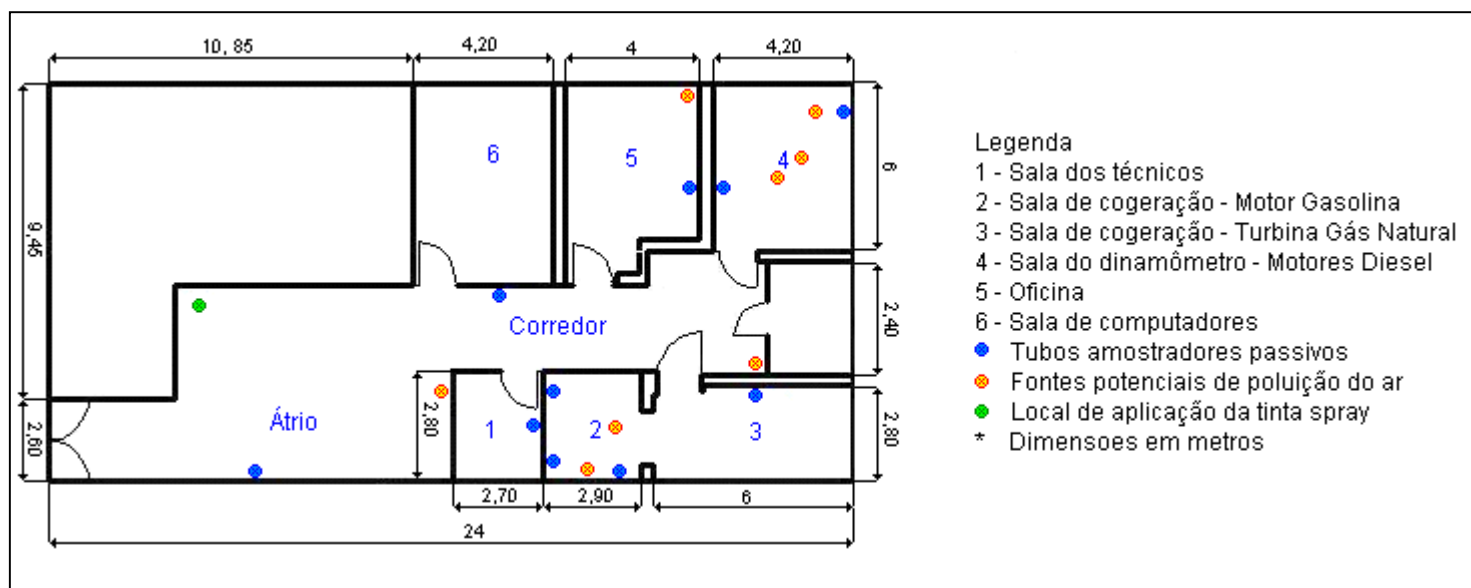 10, 85
4,20
4
4,20
6
5
4
6
9,45
Corredor
2,40
Átrio
2,60
2,80
1
2
3
2,80
2,70
2,90
6
24
Legenda
1 - Sala dos técnicos
2 - Sala de cogeração - Motor Gasolina
3 - Sala de cogeração - Turbina Gás Natural
4 - Sala do dinamômetro - Motores Diesel
5 - Oficina
6 - Sala de computadores
Tubos amostradores passivos
Fontes potenciais de poluição do ar
Local de aplicação da tinta spray
* Dimensoes em metros